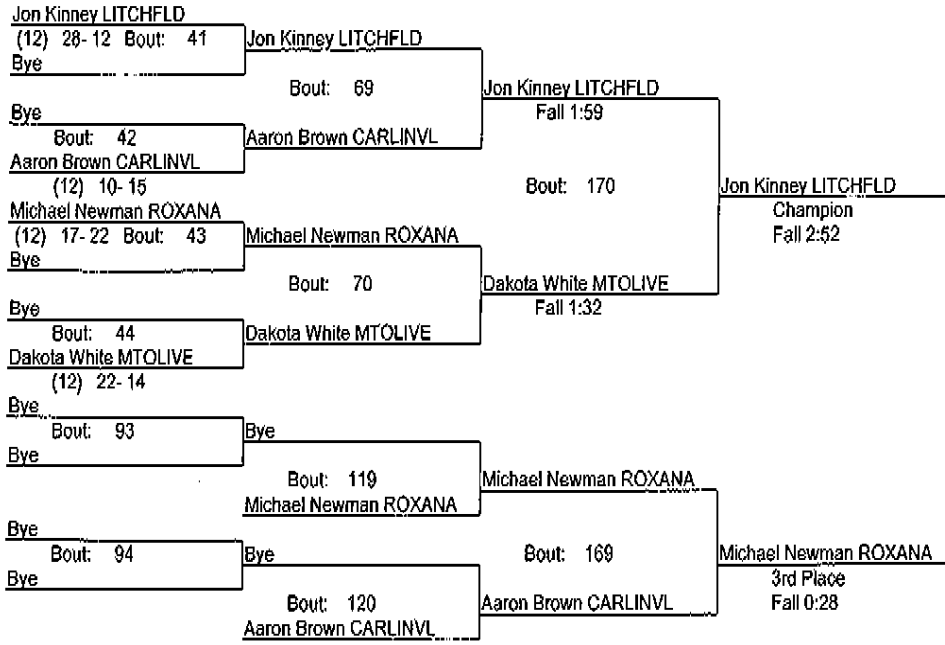 Jon Kinney LITCHFLD
(12) 28-12 Bout: 41
Bye
Jon Kinney LITCHFLD
Bout: 69
Bye
Bout: 42
Aaron Brown CARLINVL
(12) 10-15
Aaron Brown CARLINVL
Jon Kinney LITCHFLD
Fall 1:59
Bout: 170
Michael Newman ROXANA
(12) 17-22 Bout: 43
Bye
Michael Newman ROXANA
Bout: 70
Bye
Bout: 44
Dakota White MTOLIVE
(12) 22-14
Dakota White MTOLIVE
Dakota White MTOLIVE
Fall 1:32
Jon Kinney LITCHFLD
Champion
Fall 2:52
Bye
Bout: 93
Bye
Bye
Bout: 119
Michael Newman ROXANA
Michael Newman ROXANA
Bye
Bout: 94
Bye
Bye
Bout: 120
Aaron Brown CARLINVL
Bout: 169
Aaron Brown CARLINVL
Michael Newman ROXANA
3rd Place
Fall 0:28